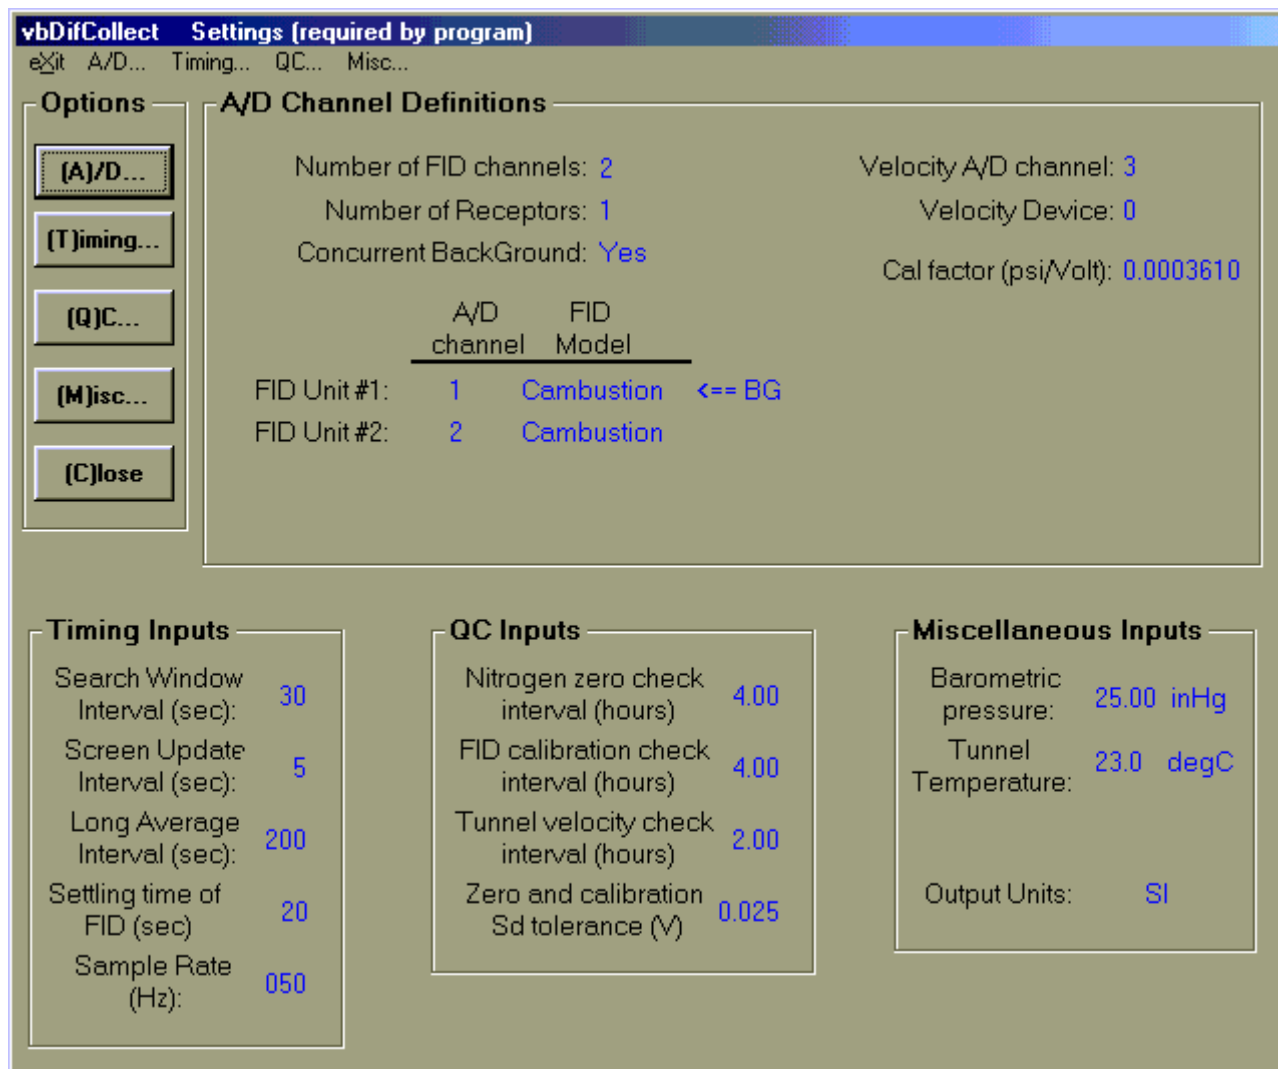 vbDifCollect Settings (required by program)
eXit A/D... Timing... QC... Misc...
Options
(A)/D...
(T)iming...
(Q)C...
(M)isc...
(C)lose
A/D Channel Definitions
Number of FID channels: 2
Number of Receptors: 1
Concurrent BackGround: Yes
Velocity A/D channel: 3
Velocity Device: 0
Cal factor (psi/Volt): 0.0003610
A/D FID
channel Model
FID Unit #1: 1 Cambustion <== BG
FID Unit #2: 2 Cambustion
Timing Inputs
Search Window
Interval (sec): 30
Screen Update
Interval (sec): 5
Long Average
Interval (sec): 200
Settling time of
FID (sec) 20
Sample Rate
(Hz): 050
QC Inputs
Nitrogen zero check
interval (hours) 4.00
FID calibration check
interval (hours) 4.00
Tunnel velocity check
interval (hours) 2.00
Zero and calibration
Sd tolerance (V) 0.025
Miscellaneous Inputs
Barometric
pressure: 25.00 inHg
Tunnel
Temperature: 23.0 degC
Output Units: SI